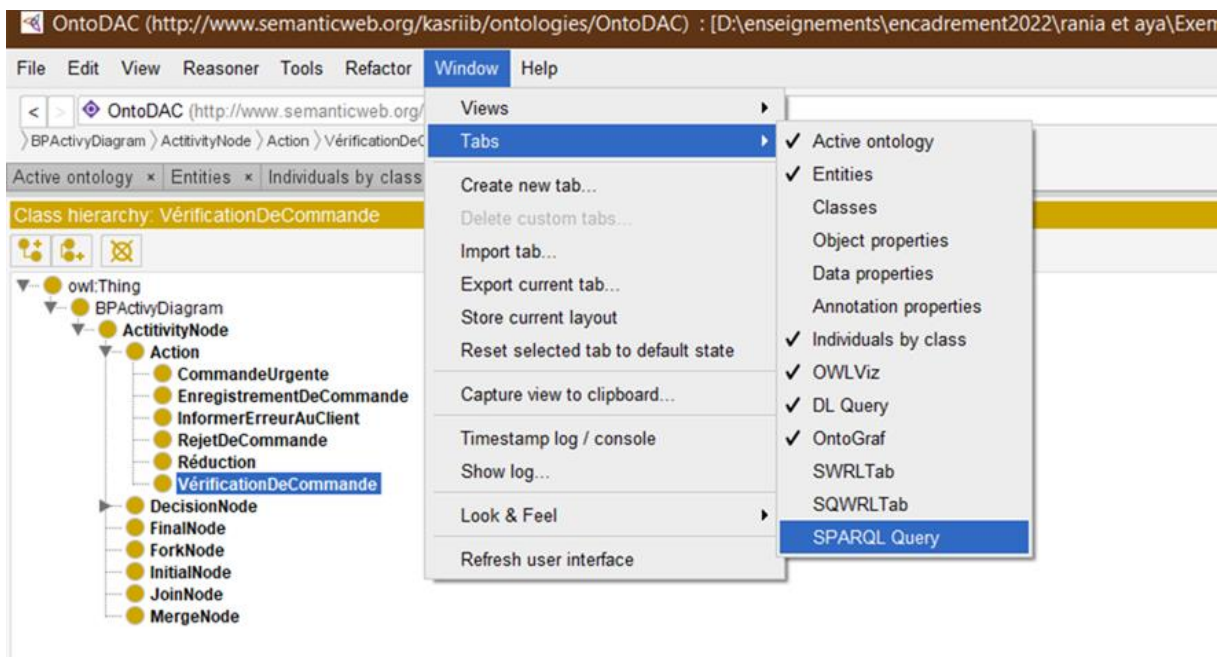 OntoDAC (http://www.semanticweb.org/kasriib/ontologies/OntoDAC) : [D:\enseignements\encadrement2022\rania et aya\Exem
File Edit View Reasoner Tools Refactor Window Help
< > OntoDAC (http://www.semanticweb.org/
〉BPActivyDiagram 〉ActitivityNode 〉Action 〉VérificationDeC
Active ontology × Entities × Individuals by class
Class hierarchy: VérificationDeCommande
owl:Thing
BPActivyDiagram
ActitivityNode
Action
CommandeUrgente
EnregistrementDeCommande
InformerErreurAuClient
RejetDeCommande
Réduction
VérificationDeCommande
DecisionNode
FinalNode
ForkNode
InitialNode
JoinNode
MergeNode
Views
Tabs
Create new tab...
Delete custom tabs...
Import tab...
Export current tab...
Store current layout
Reset selected tab to default state
Capture view to clipboard...
Timestamp log / console
Show log...
Look & Feel
Refresh user interface
✓ Active ontology
✓ Entities
Classes
Object properties
Data properties
Annotation properties
✓ Individuals by class
✓ OWLViz
✓ DL Query
✓ OntoGraf
SWRLTab
SQWRLTab
SPARQL Query